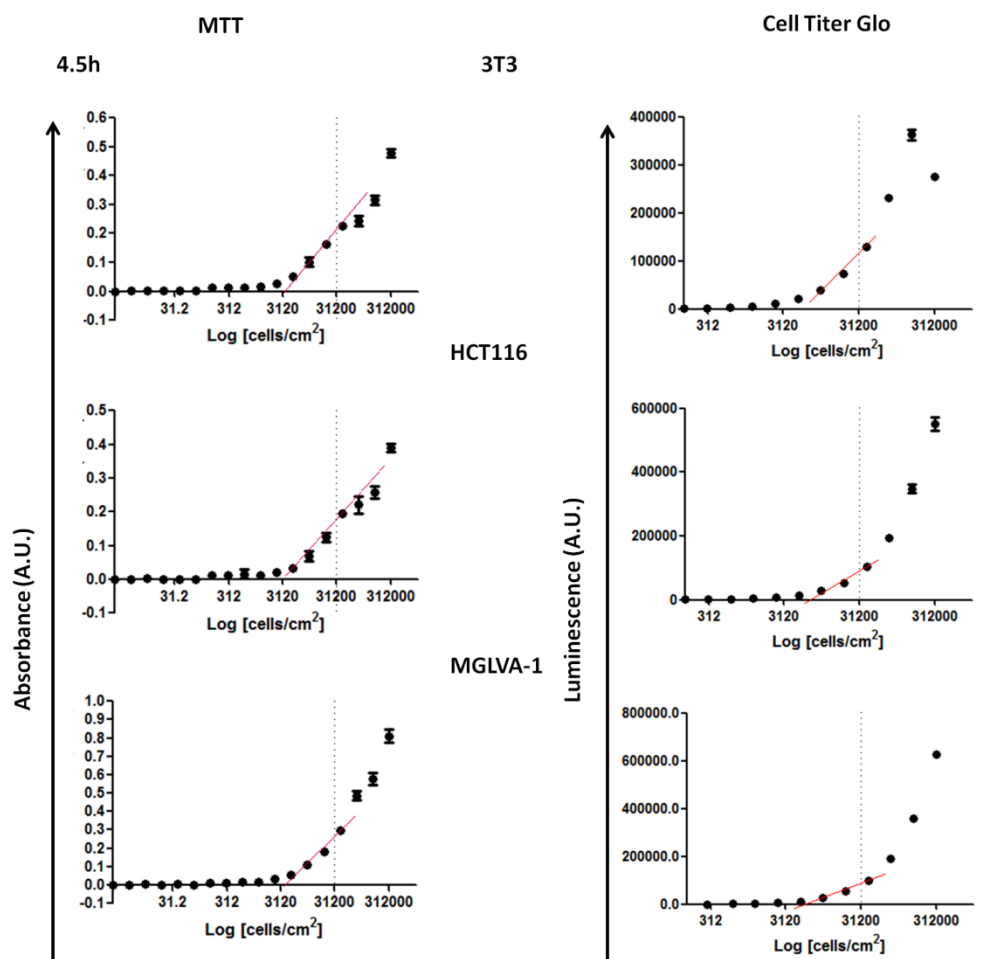 MTT
Cell Titer Glo
4.5h
3T3
0.6
0.5
0.4
0.3
0.2
0.1
0.0
-0.1
31.2 312 3120 31200 312000
Log [cells/cm²]
400000
300000
200000
100000
0
312 3120 31200 312000
Log [cells/cm²]
HCT116
0.5
0.4
0.3
0.2
0.1
0.0
-0.1
31.2 312 3120 31200 312000
Log [cells/cm²]
600000
400000
200000
0
312 3120 31200 312000
Log [cells/cm²]
Absorbance (A.U.)
Luminescence (A.U.)
MGLVA-1
1.0
0.9
0.8
0.7
0.6
0.5
0.4
0.3
0.2
0.1
0.0
-0.1
31.2 312 3120 31200 312000
Log [cells/cm²]
800000.0
600000.0
400000.0
200000.0
0.0
312 3120 31200 312000
Log [cells/cm²]